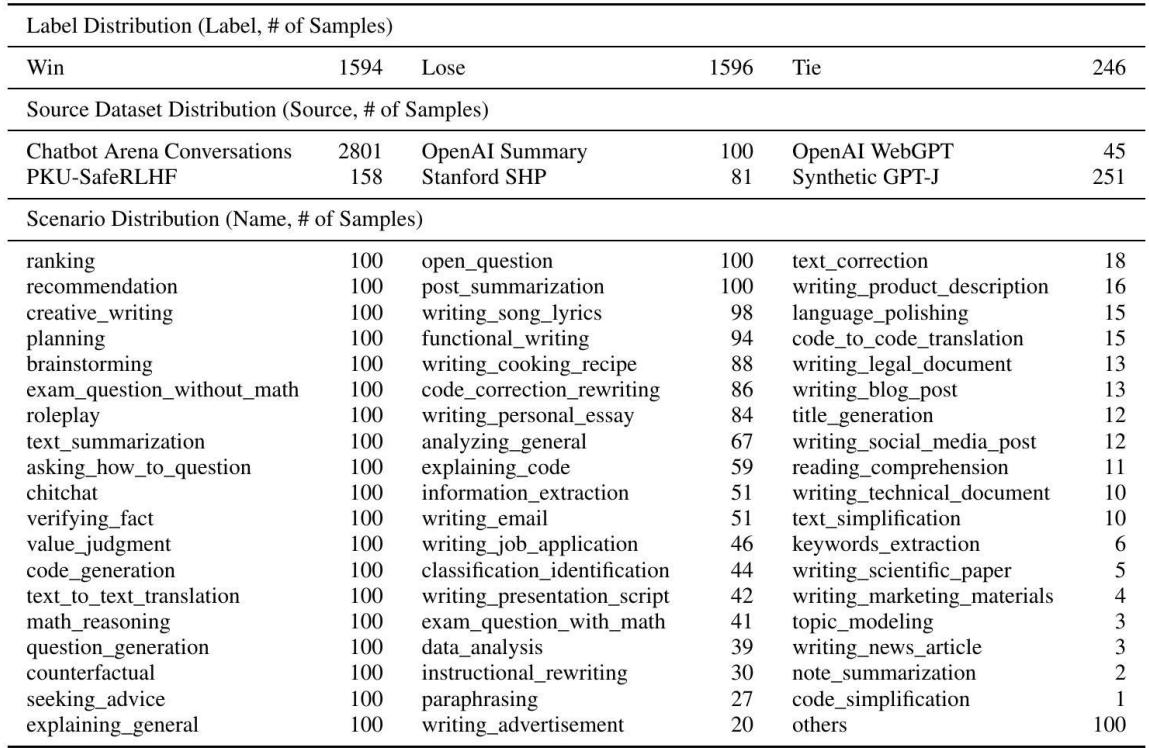 Label Distribution (Label, # of Samples)
Win 1594 Lose 1596 Tie 246
Source Dataset Distribution (Source, # of Samples)
Chatbot Arena Conversations 2801 OpenAI Summary 100 OpenAI WebGPT 45
PKU-SafeRLHF 158 Stanford SHP 81 Synthetic GPT-J 251
Scenario Distribution (Name, # of Samples)
ranking 100 open_question 100 text_correction 18
recommendation 100 post_summarization 100 writing_product_description 16
creative_writing 100 writing_song_lyrics 98 language_polishing 15
planning 100 functional_writing 94 code_to_code_translation 15
brainstorming 100 writing_cooking_recipe 88 writing_legal_document 13
exam_question_without_math 100 code_correction_rewriting 86 writing_blog_post 13
roleplay 100 writing_personal_essay 84 title_generation 12
text_summarization 100 analyzing_general 67 writing_social_media_post 12
asking_how_to_question 100 explaining_code 59 reading_comprehension 11
chitchat 100 information_extraction 51 writing_technical_document 10
verifying_fact 100 writing_email 51 text_simplification 10
value_judgment 100 writing_job_application 46 keywords_extraction 6
code_generation 100 classification_identification 44 writing_scientific_paper 5
text_to_text_translation 100 writing_presentation_script 42 writing_marketing_materials 4
math_reasoning 100 exam_question_with_math 41 topic_modeling 3
question_generation 100 data_analysis 39 writing_news_article 3
counterfactual 100 instructional_rewriting 30 note_summarization 2
seeking_advice 100 paraphrasing 27 code_simplification 1
explaining_general 100 writing_advertisement 20 others 100